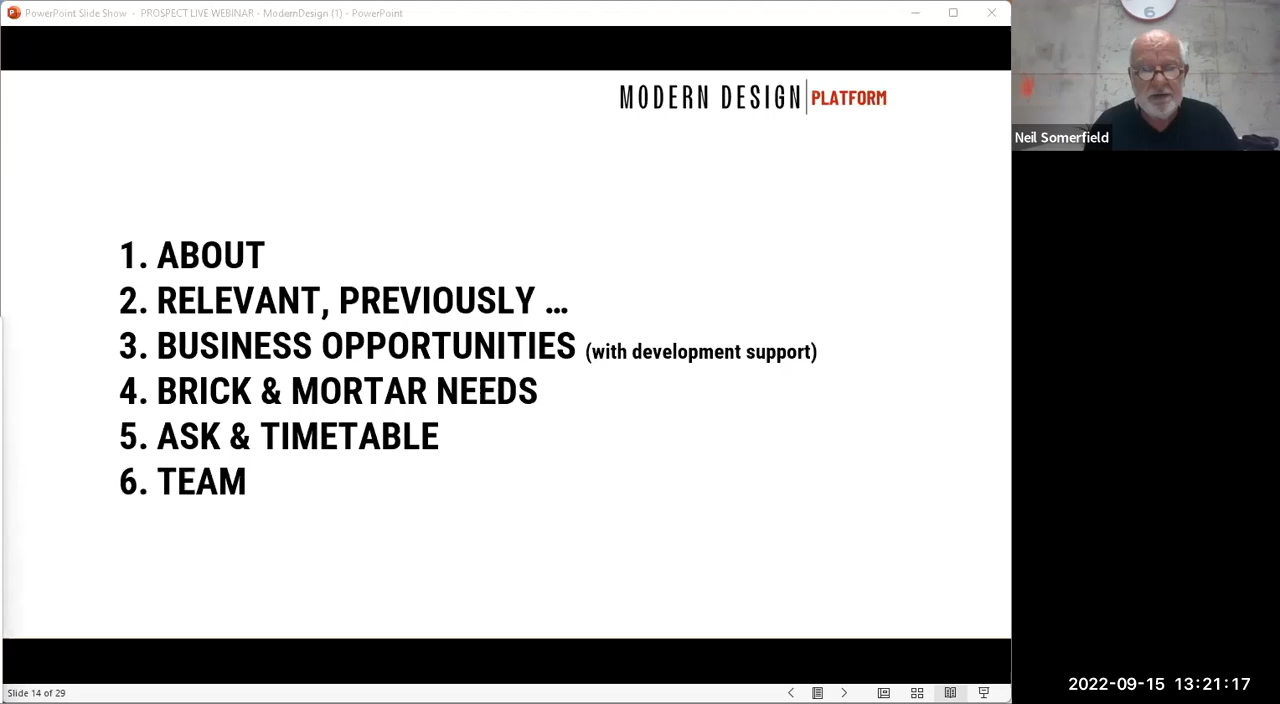 PowerPoint Slide Show - PROSPECT LIVE WEBINAR - ModernDesign (1) - PowerPoint
6
Neil Somerfield
MODERN DESIGN PLATFORM
1. ABOUT
2. RELEVANT, PREVIOUSLY ...
3. BUSINESS OPPORTUNITIES (with development support)
4. BRICK & MORTAR NEEDS
5. ASK & TIMETABLE
6. TEAM
Slide 14 of 29
2022-09-15 13:21:17